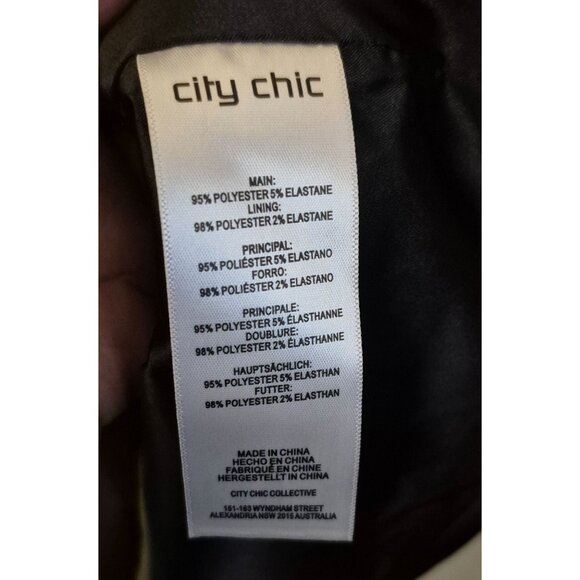 city chic
MAIN:
95% POLYESTER 5% ELASTANE
LINING:
98% POLYESTER 2% ELASTANE
PRINCIPAL:
95% POLIÉSTER 5% ELASTANO
FORRO:
98% POLIÉSTER 2% ELASTANO
PRINCIPALE:
95% POLYESTER 5% ÉLASTHANNE
DOUBLURE:
98% POLYESTER 2% ÉLASTHANNE
HAUPTSÄCHLICH:
95% POLYESTER 5% ELASTHAN
FUTTER:
98% POLYESTER 2% ELASTHAN
MADE IN CHINA
HECHO EN CHINA
FABRIQUÉ EN CHINE
HERGESTELLT IN CHINA
CITY CHIC COLLECTIVE
161-163 WYNDHAM STREET
ALEXANDRIA NSW 2015 AUSTRALIA